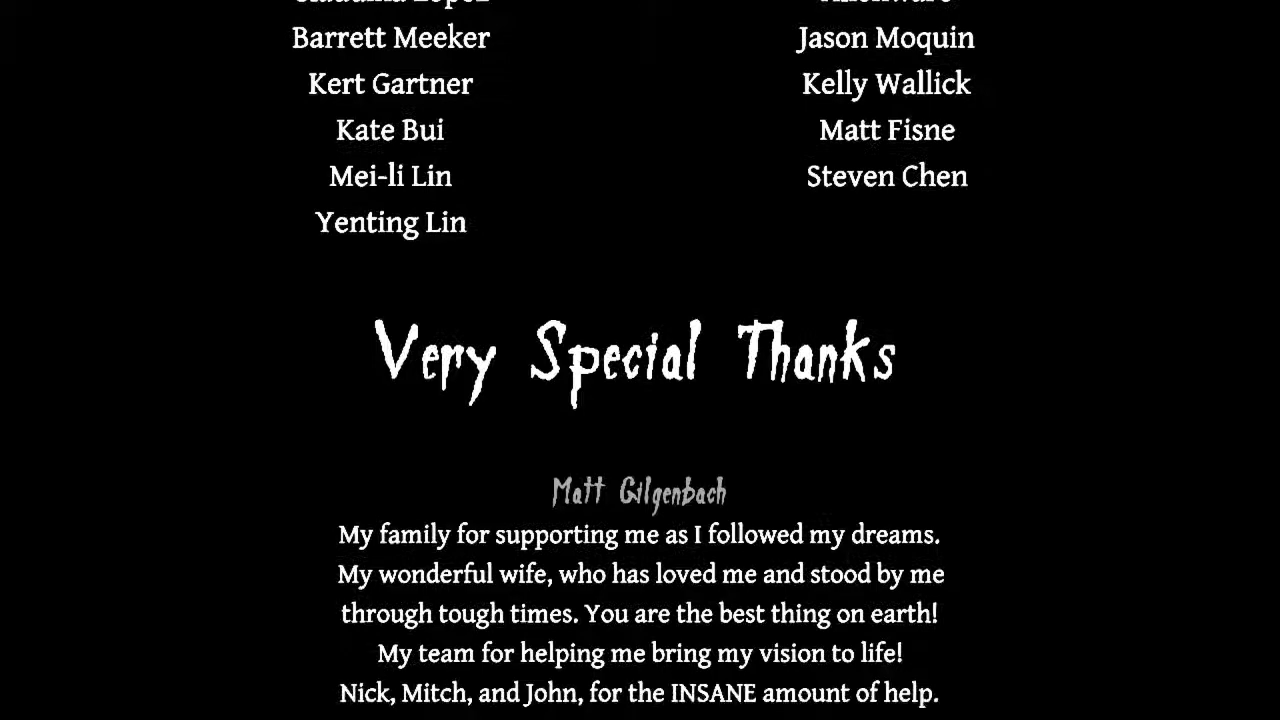 Barrett Meeker
Jason Moquin
Kert Gartner
Kelly Wallick
Kate Bui
Matt Fisne
Mei-li Lin
Steven Chen
Yenting Lin
Very Special Thanks
Matt Gilgenbach
My family for supporting me as I followed my dreams.
My wonderful wife, who has loved me and stood by me
through tough times. You are the best thing on earth!
My team for helping me bring my vision to life!
Nick, Mitch, and John, for the INSANE amount of help.